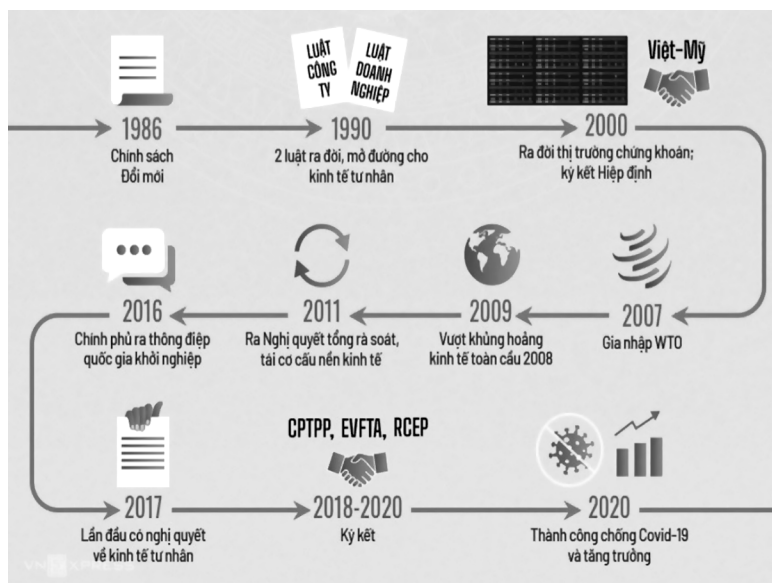 LUẬT
CÔNG
TY
LUẬT
DOANH
NGHIỆP
Việt-Mỹ
1986
Chính sách
Đổi mới
1990
2 luật ra đời, mở đường cho
kinh tế tư nhân
2000
Ra đời thị trường chứng khoán;
ký kết Hiệp định
2016
Chính phủ ra thông điệp
quốc gia khởi nghiệp
2011
Ra Nghị quyết tổng rà soát,
tái cơ cấu nền kinh tế
2009
Vượt khủng hoảng
kinh tế toàn cầu 2008
2007
Gia nhập WTO
2017
Lần đầu có nghị quyết
về kinh tế tư nhân
CPTPP, EVFTA, RCEP
2018-2020
Ký kết
2020
Thành công chống Covid-19
và tăng trưởng
VNEXPRESS